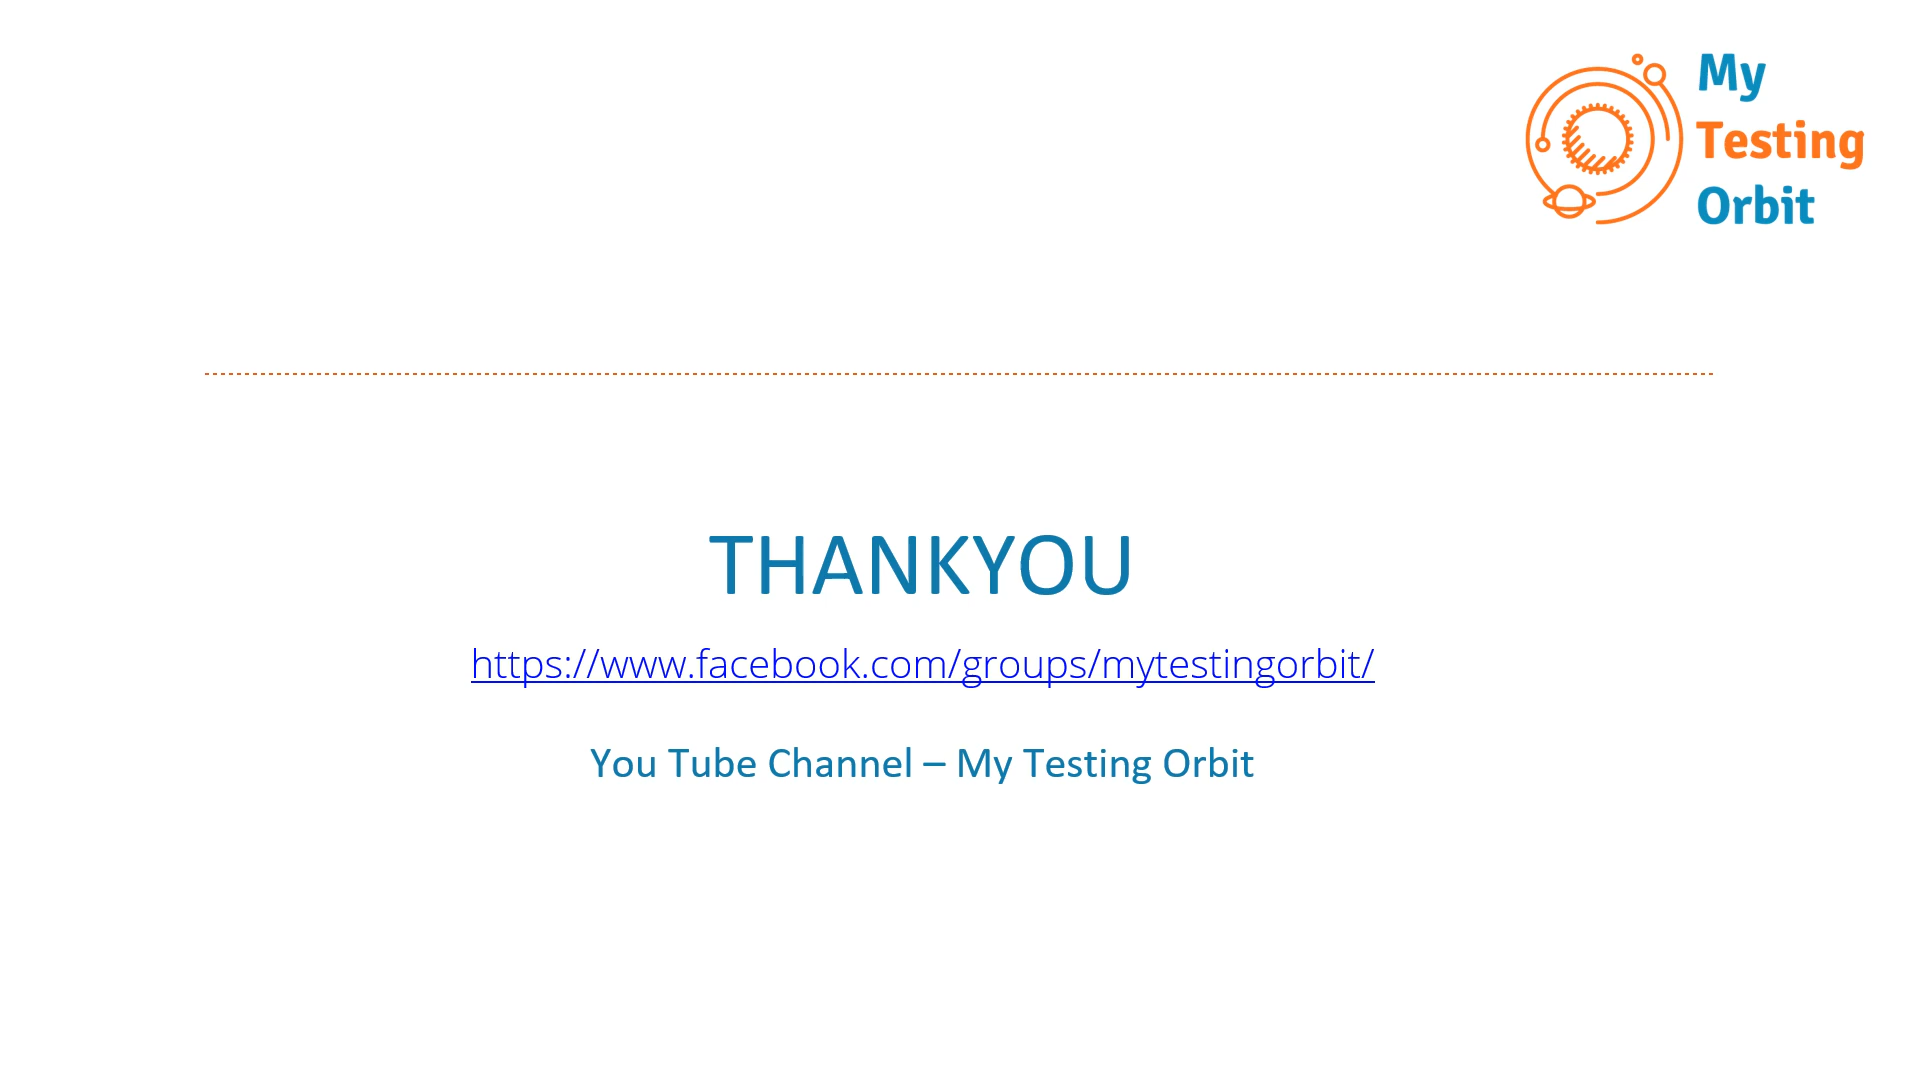 My
Testing
Orbit
THANKYOU
https://www.facebook.com/groups/mytestingorbit/
You Tube Channel – My Testing Orbit